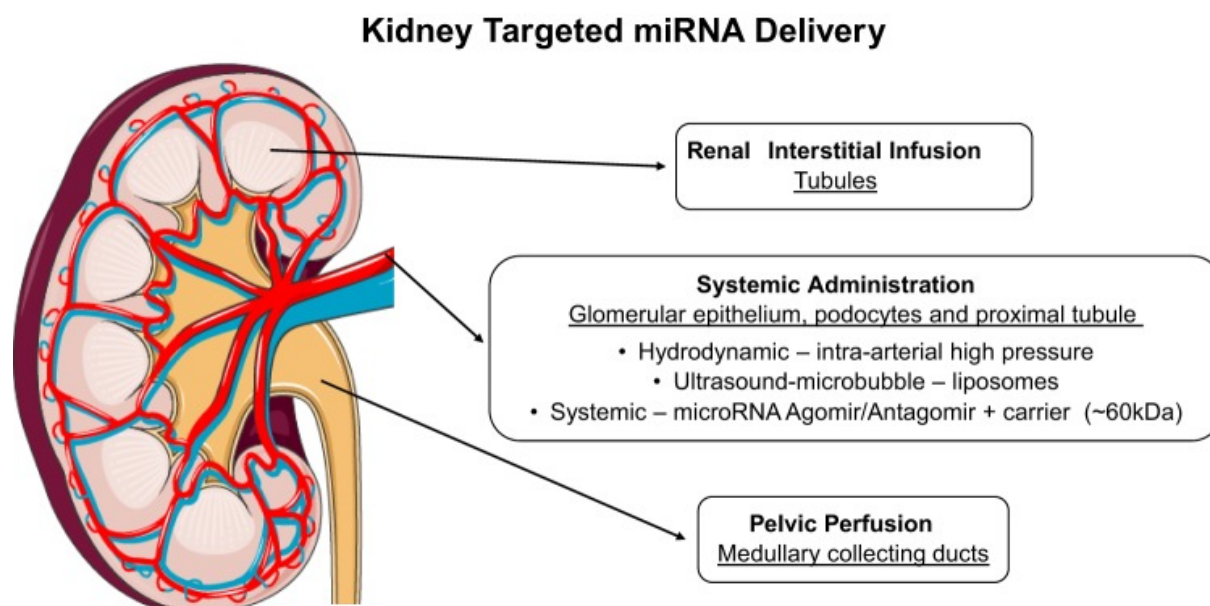 Kidney Targeted miRNA Delivery
Renal Interstitial Infusion
Tubules
Systemic Administration
Glomerular epithelium, podocytes and proximal tubule
• Hydrodynamic – intra-arterial high pressure
• Ultrasound-microbubble – liposomes
• Systemic – microRNA Agomir/Antagomir + carrier (~60kDa)
Pelvic Perfusion
Medullary collecting ducts